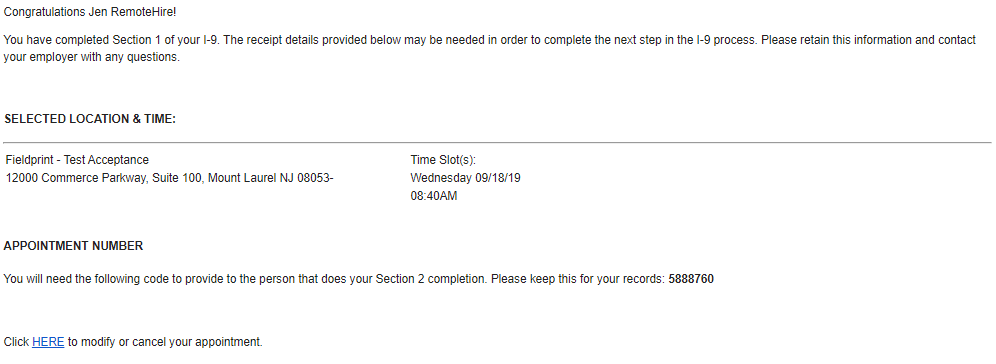 Congratulations Jen RemoteHire!
You have completed Section 1 of your I-9. The receipt details provided below may be needed in order to complete the next step in the I-9 process. Please retain this information and contact
your employer with any questions.
SELECTED LOCATION & TIME:
Fieldprint - Test Acceptance
12000 Commerce Parkway, Suite 100, Mount Laurel NJ 08053-
Time Slot(s):
Wednesday 09/18/19
08:40AM
APPOINTMENT NUMBER
You will need the following code to provide to the person that does your Section 2 completion. Please keep this for your records: 5888760
Click HERE to modify or cancel your appointment.